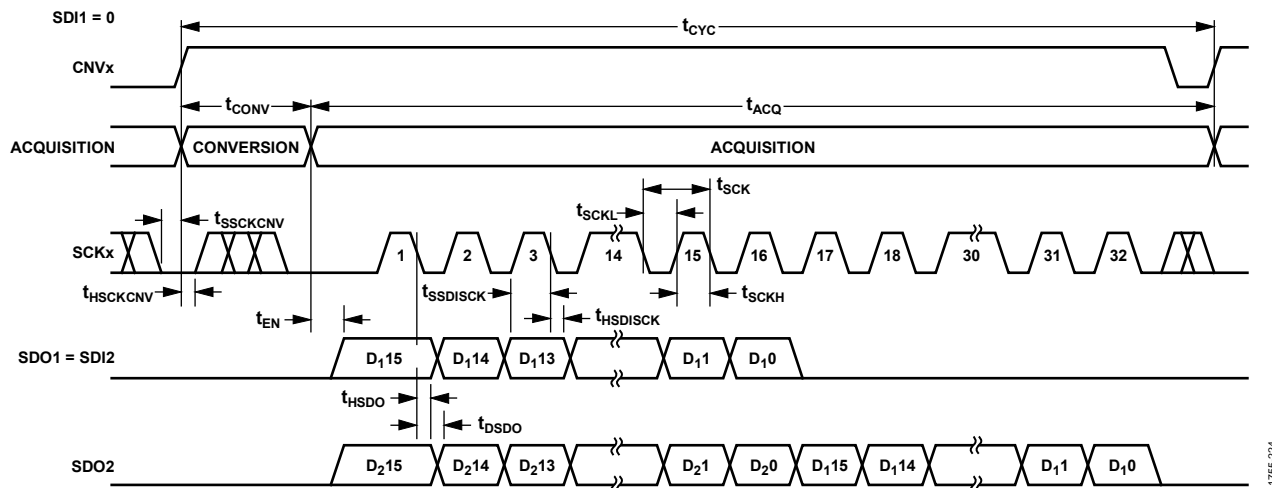 SDI1 = 0
tCYC
CNVx
tCONV
tACQ
ACQUISITION CONVERSION ACQUISITION
tSCK
tSCKL
tSSCKCNV
SCKx 1 2 3 14 15 16 17 18 30 31 32
tHSCKCNV
tSSDISCK
tSCKH
tEN
tHSDISCK
SDO1 = SDI2 D115 D114 D113 D11 D10
tHSDO
tDSDO
SDO2 D215 D214 D213 D21 D20 D115 D114 D11 D10